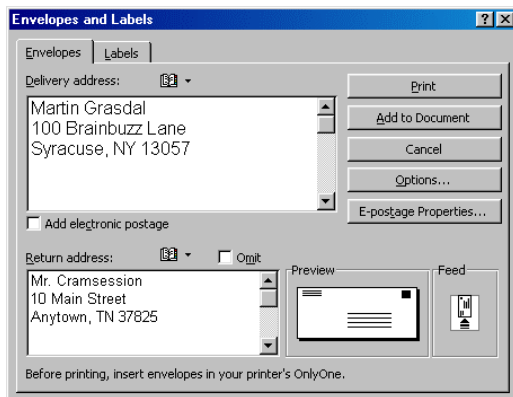 Envelopes and Labels
Envelopes Labels
Delivery address:
Martin Grasdal
100 Brainbuzz Lane
Syracuse, NY 13057
Add electronic postage
Print
Add to Document
Cancel
Options...
E-postage Properties...
Return address: Omit
Mr. Cramsession
10 Main Street
Anytown, TN 37825
Preview
Feed
Before printing, insert envelopes in your printer's OnlyOne.